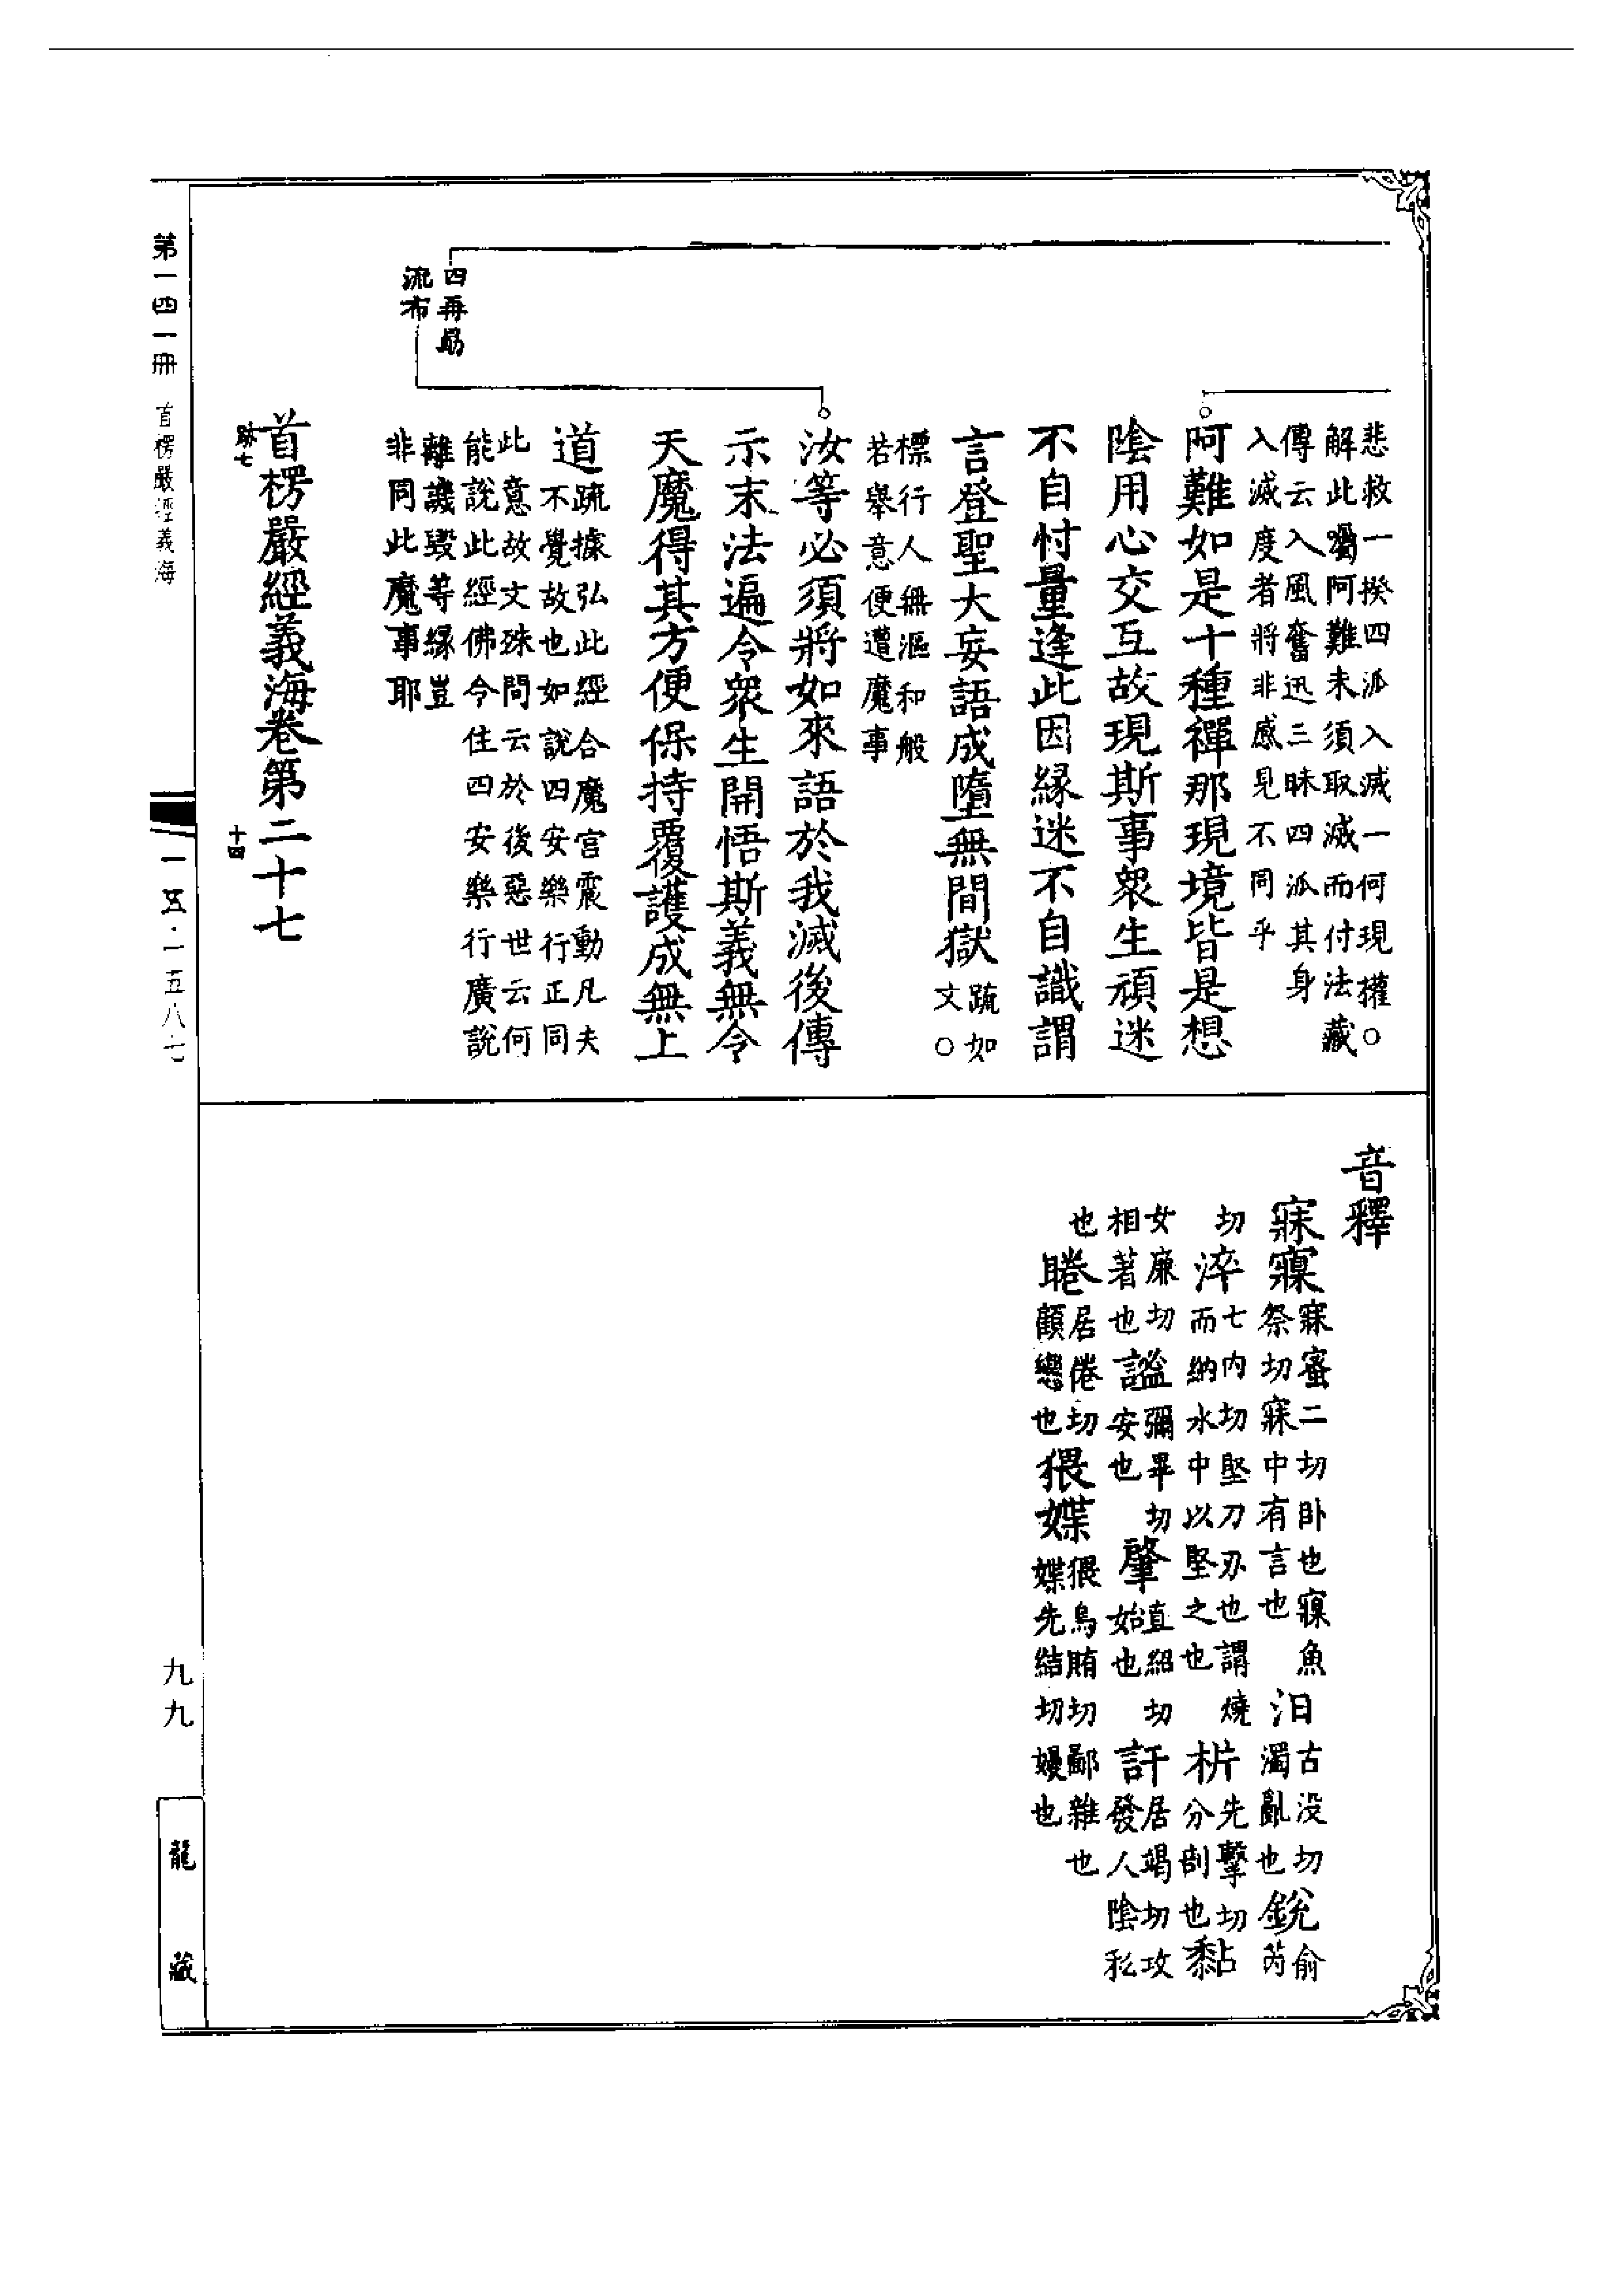 悲救一揆四派入滅一何現權○
解此囑阿難未須取滅而付法藏
傳云入風奮迅三昧四派其身
入滅度者將非感見不同乎
阿難如是十種禪那現境皆是想
陰用心交互故現斯事衆生頑迷
不自忖量逢此因緣迷不自識謂
言登聖大妄語成墮無間獄
疏如
文○
標行人無漚和般
若舉意便遭魔事
四再勗
流布
汝等必須將如來語於我滅後傳
示末法遍令衆生開悟斯義無令
天魔得其方便保持覆護成無上
道
疏據弘此經合魔宮震動凡夫
不覺故也如說四安樂行正同
此意故文殊問云於後惡世云何
能說此經佛令住四安樂行廣說
離譏毀等緣豈
非同此魔事耶
首楞嚴經義海卷第二十七
跡七
十四
音釋
寐寱
寐蜜二切卧也寱魚
祭切寐中有言也
汨
古没切
濁亂也
銳
俞
芮
切
淬
七内切堅刀刃也謂燒
而納水中以堅之也
析
先擊切
分剖也
黏
女廉切
相著也
謐
彌畢切
安也
肇
直紹切
始也
訐
居竭切攻
發人陰私
也
睠
居倦切
顧戀也
猥媟
猥烏賄切鄙雜也
媟先結切嫚也
第一四一冊
首楞嚴經義海
一五·一五八七
九九
龍藏